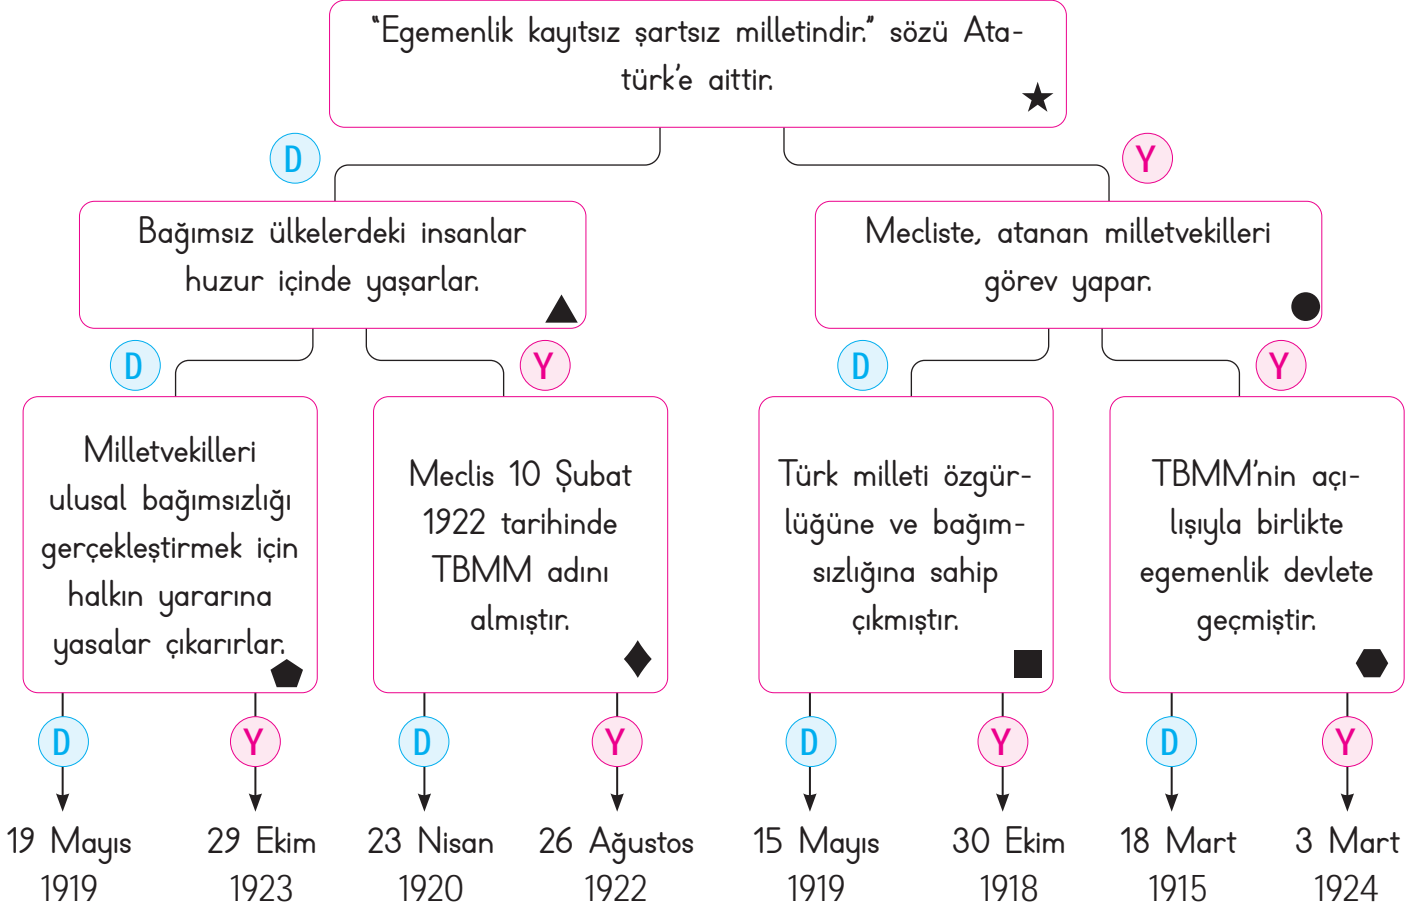 “Egemenlik kayıtsız şartsız milletindir.” sözü Ata-
türk’e aittir.
D
Y
Bağımsız ülkelerdeki insanlar
huzur içinde yaşarlar.
Mecliste, atanan milletvekilleri
görev yapar.
D
Y
D
Y
Milletvekilleri
ulusal bağımsızlığı
gerçekleştirmek için
halkın yararına
yasalar çıkarırlar.
Meclis 10 Şubat
1922 tarihinde
TBMM adını
almıştır.
Türk milleti özgür-
lüğüne ve bağım-
sızlığına sahip
çıkmıştır.
TBMM’nin açı-
lışıyla birlikte
egemenlik devlete
geçmiştir.
D
Y
D
Y
D
Y
D
Y
19 Mayıs
1919
29 Ekim
1923
23 Nisan
1920
26 Ağustos
1922
15 Mayıs
1919
30 Ekim
1918
18 Mart
1915
3 Mart
1924